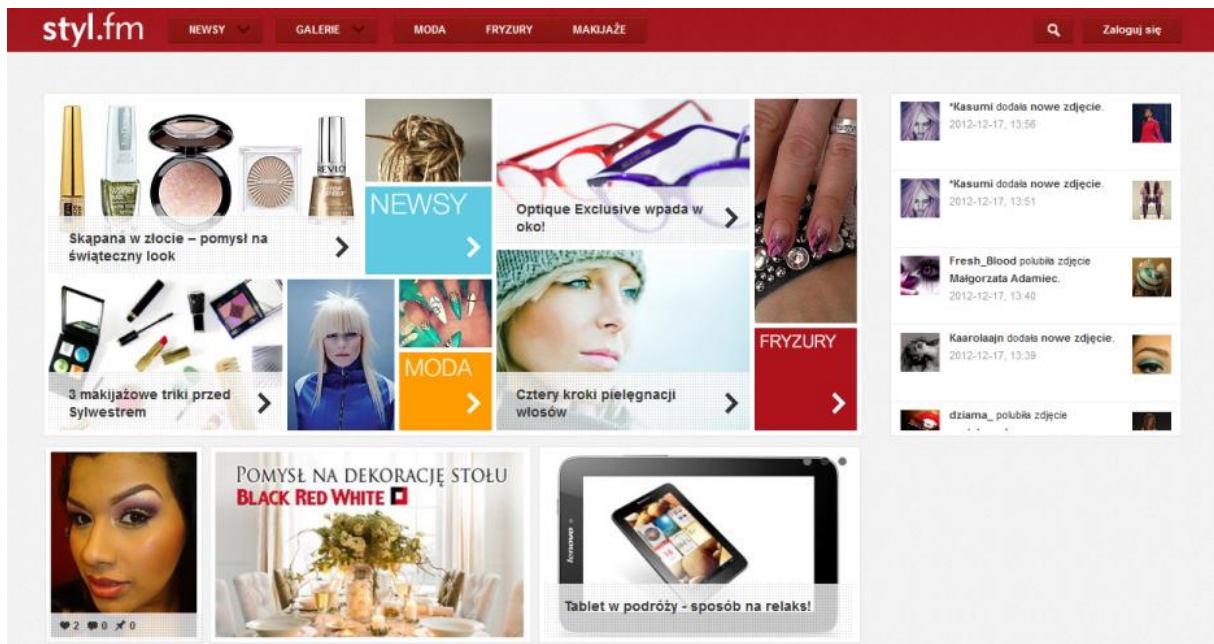 styl.fm
NEWSY
GALERIE
MODA
FRYZURY
MAKIJAŻE
Zaloguj się
REVLON
Skąpana w złocie – pomysł na
świąteczny look
NEWSY
Optique Exclusive wpada w
oko!
3 makijażowe triki przed
Sylwestrem
MODA
Cztery kroki pielęgnacji
włosów
FRYZURY
*Kasumi dodała nowe zdjęcie.
2012-12-17, 13:56
*Kasumi dodała nowe zdjęcie.
2012-12-17, 13:51
Fresh_Blood polubiła zdjęcie
Małgorzata Adamiec.
2012-12-17, 13:40
Kaarolaajn dodała nowe zdjęcie.
2012-12-17, 13:39
dziama_ polubiła zdjęcie
2 0 0
POMYSŁ NA DEKORACJĘ STOŁU
BLACK RED WHITE
lenovo
Tablet w podróży - sposób na relaks!